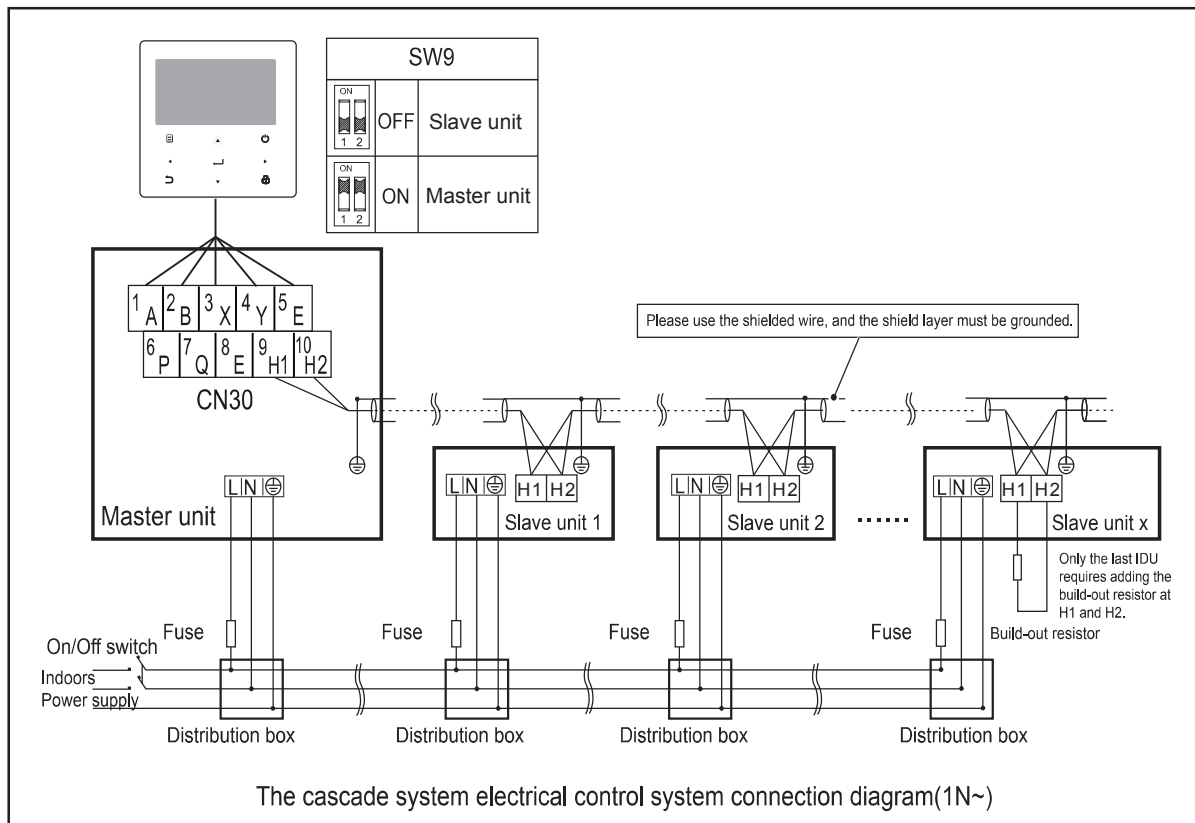 SW9
ON
1 2
OFF
Slave unit
ON
1 2
ON
Master unit
1 A 2 B 3 X 4 Y 5 E
6 P 7 Q 8 E 9 H1 10 H2
CN30
Please use the shielded wire, and the shield layer must be grounded.
L N
Master unit
L N
H1 H2
Slave unit 1
L N
H1 H2
Slave unit 2
......
L N
H1 H2
Slave unit x
Only the last IDU
requires adding the
build-out resistor at
H1 and H2.
Build-out resistor
Fuse
Fuse
Fuse
Fuse
On/Off switch
Indoors
Power supply
Distribution box
Distribution box
Distribution box
Distribution box
The cascade system electrical control system connection diagram(1N~)